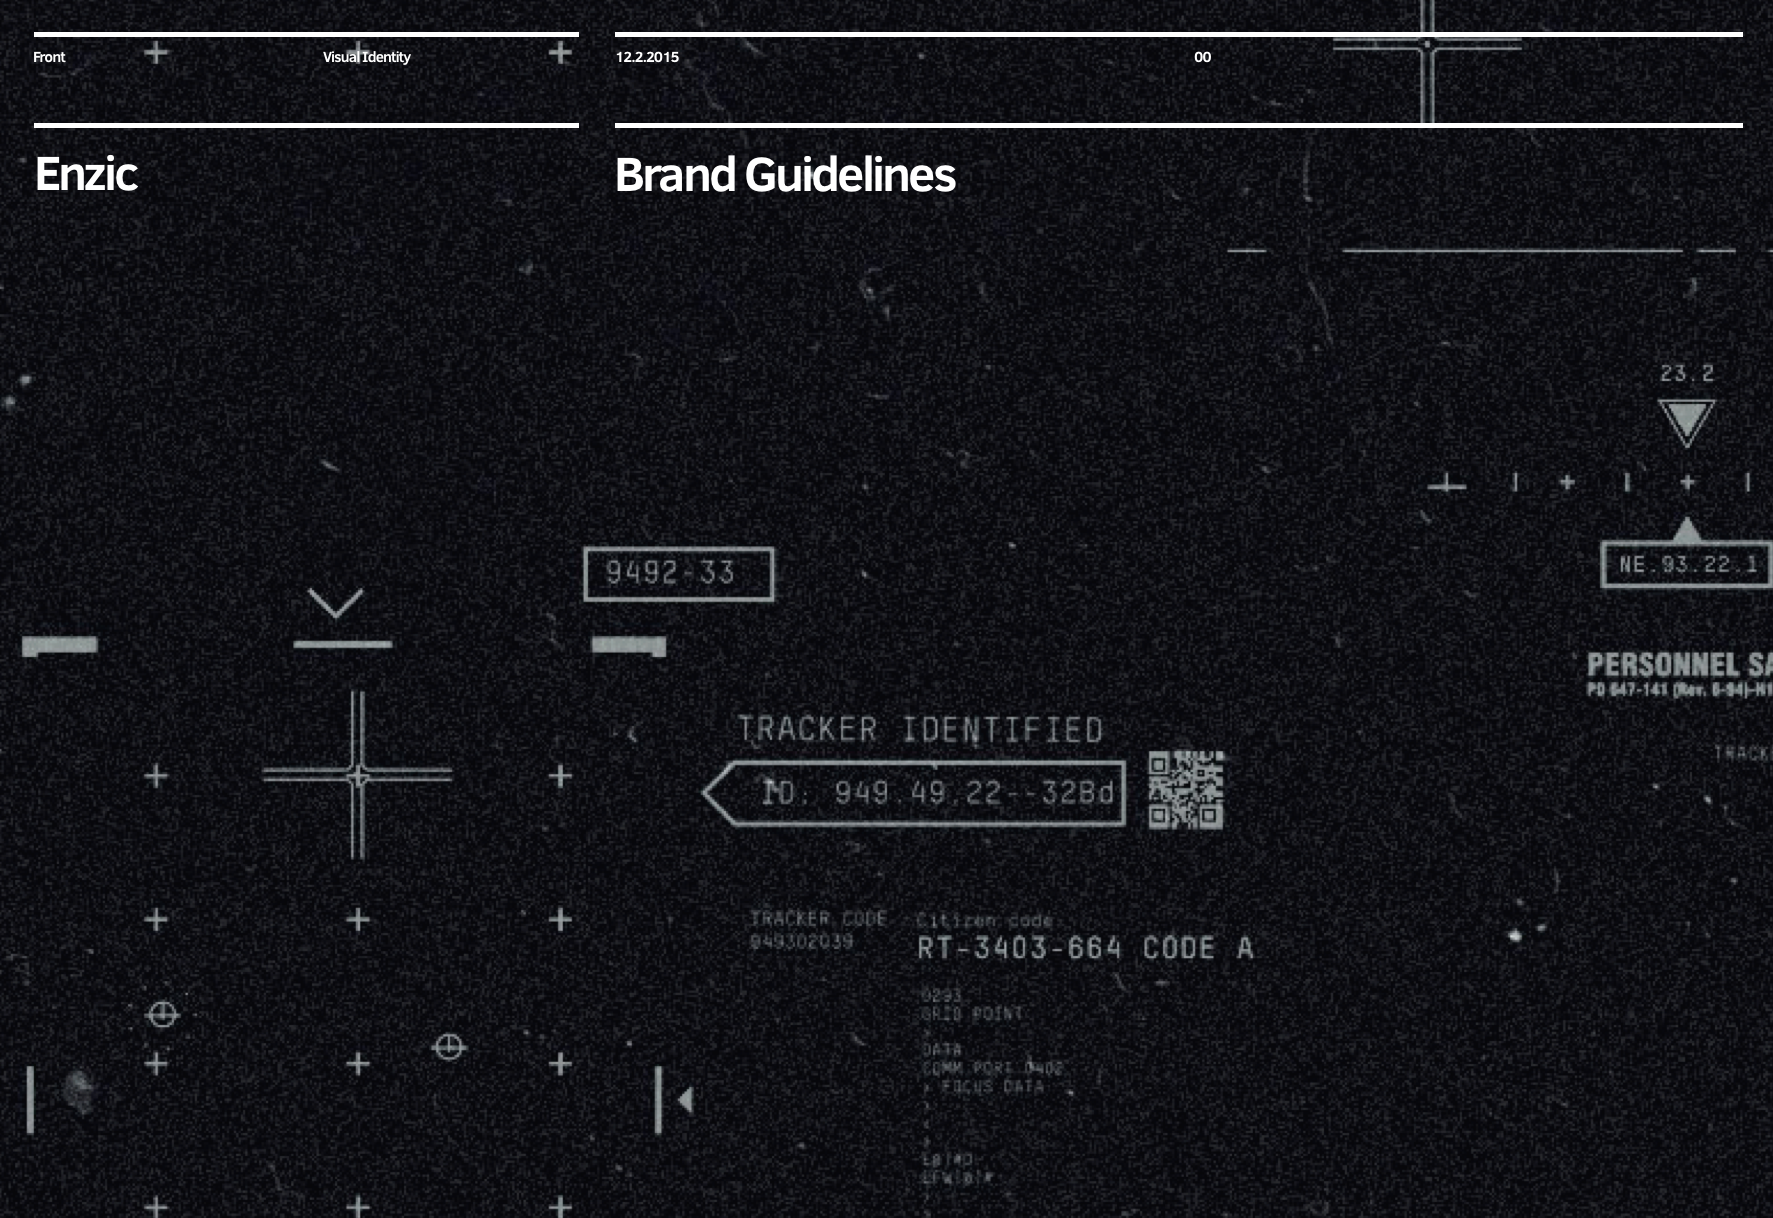 Front
Visual Identity
12.2.2015
00
Enzic
Brand Guidelines
23.2
9492-33
NE.93.22.1
PERSONNEL SA
PD 647-141 (Rev. 6-94)-H1
TRACKER IDENTIFIED
ID: 949.49.22--32Bd
TRACK
TRACKER CODE
949302039
Citizen code
RT-3403-664 CODE A
0293
GRID POINT
DATA
COMM PORT 0402
> FOCUS DATA